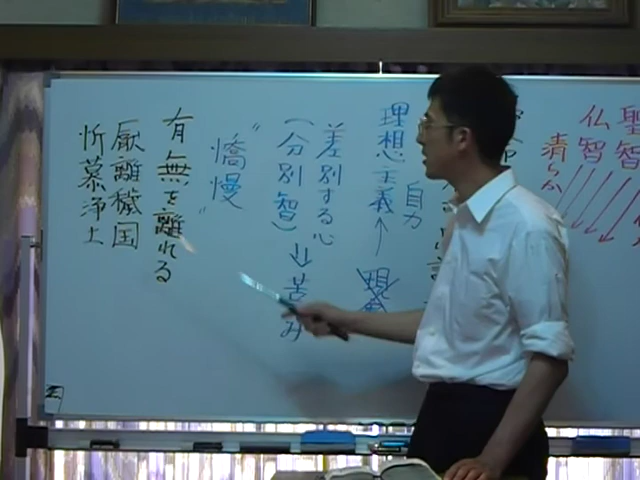 聖智
仏智
清らか
自力
理想主義
差別する心
(分別智)
苦しみ
"憍慢"
有無を離れる
厭離穢国
忻慕浄土